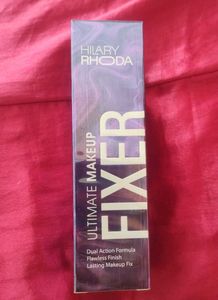 HILARY
RHODA
ULTIMATE MAKEUP
FIXER
Dual Action Formula
Flawless Finish
Lasting Makeup Fix